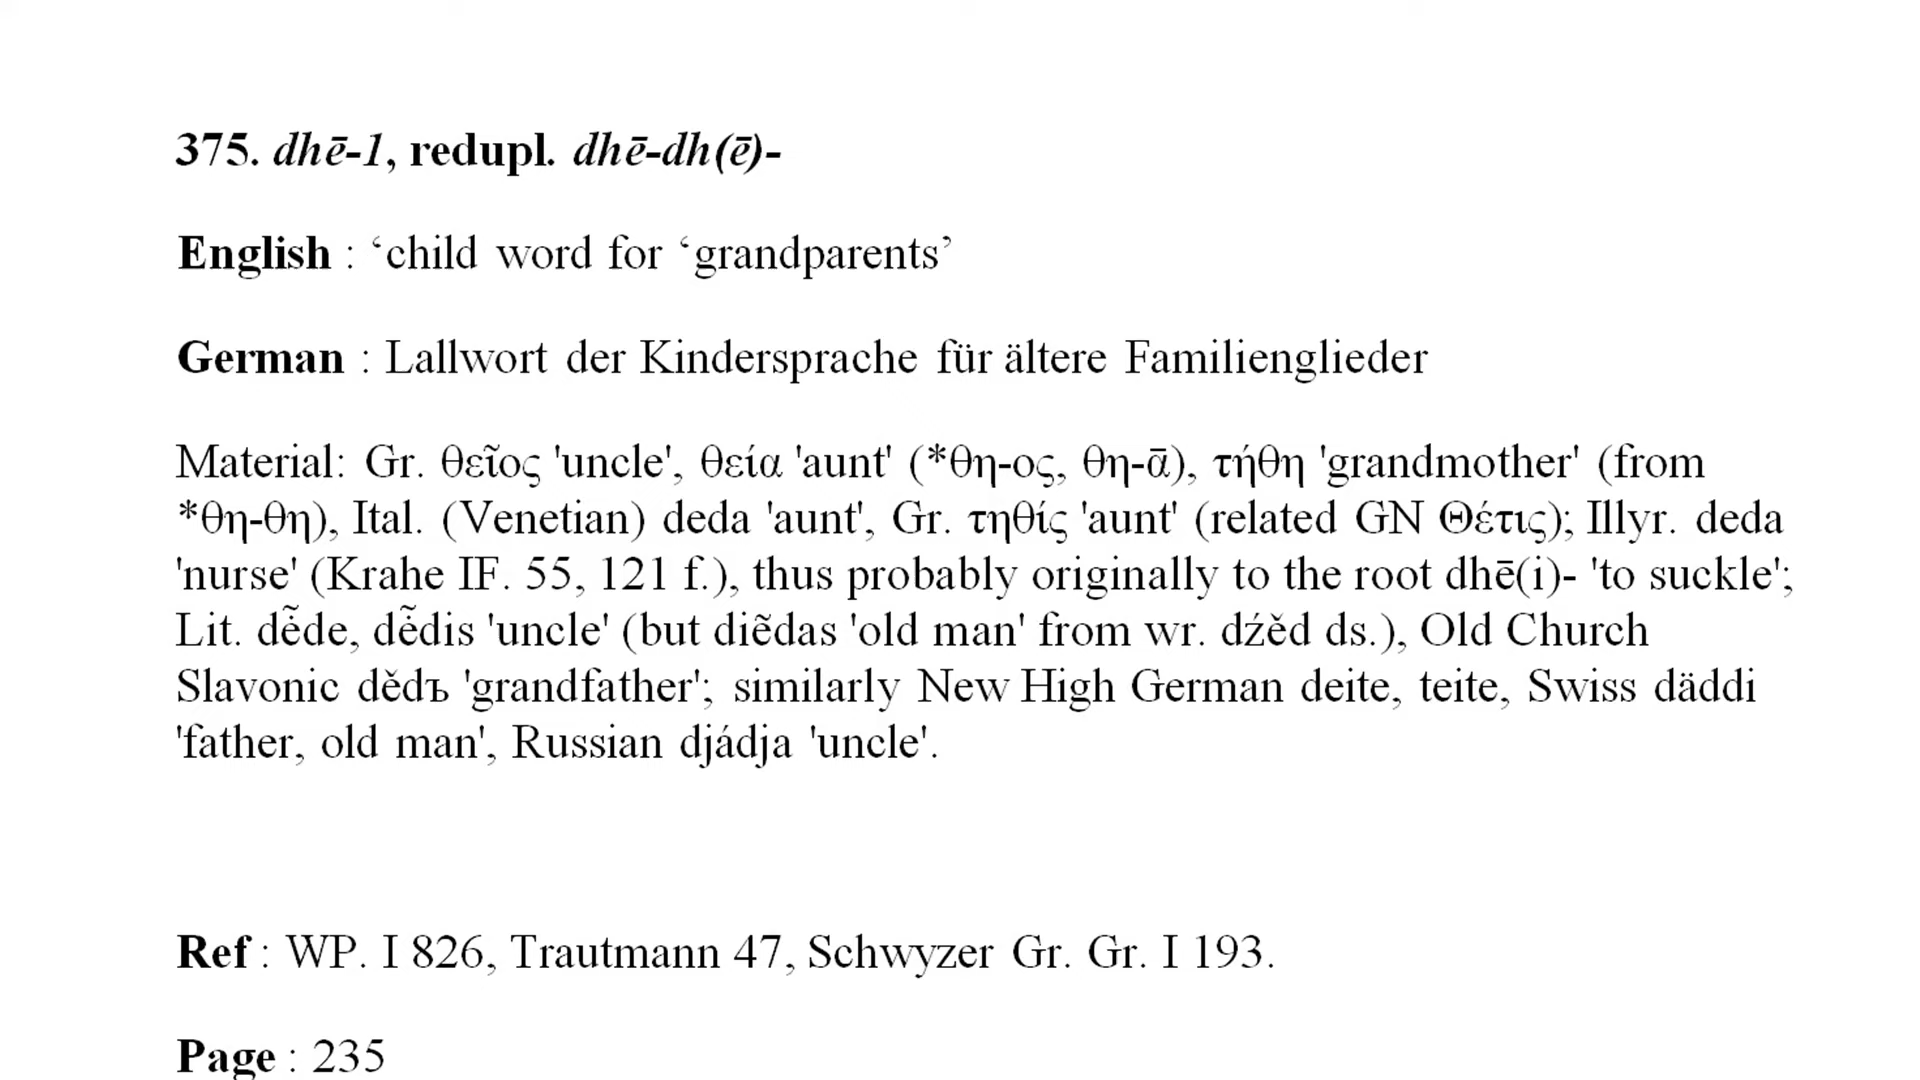 375. dhē-1, redupl. dhē-dh(ē)-
English : ‘child word for ‘grandparents’
German : Lallwort der Kindersprache für ältere Familienglieder
Material: Gr. θεῖος 'uncle', θεία 'aunt' (*θη-ος, θη-ᾱ), τήθη 'grandmother' (from
*θη-θη), Ital. (Venetian) deda 'aunt', Gr. τηθίς 'aunt' (related GN Θέτις); Illyr. deda
'nurse' (Krahe IF. 55, 121 f.), thus probably originally to the root dhē(i)- 'to suckle';
Lit. dė̃de, dė̃dis 'uncle' (but diẽdas 'old man' from wr. dźěd ds.), Old Church
Slavonic dědъ 'grandfather'; similarly New High German deite, teite, Swiss däddi
'father, old man', Russian djádja 'uncle'.
Ref : WP. I 826, Trautmann 47, Schwyzer Gr. Gr. I 193.
Page : 235